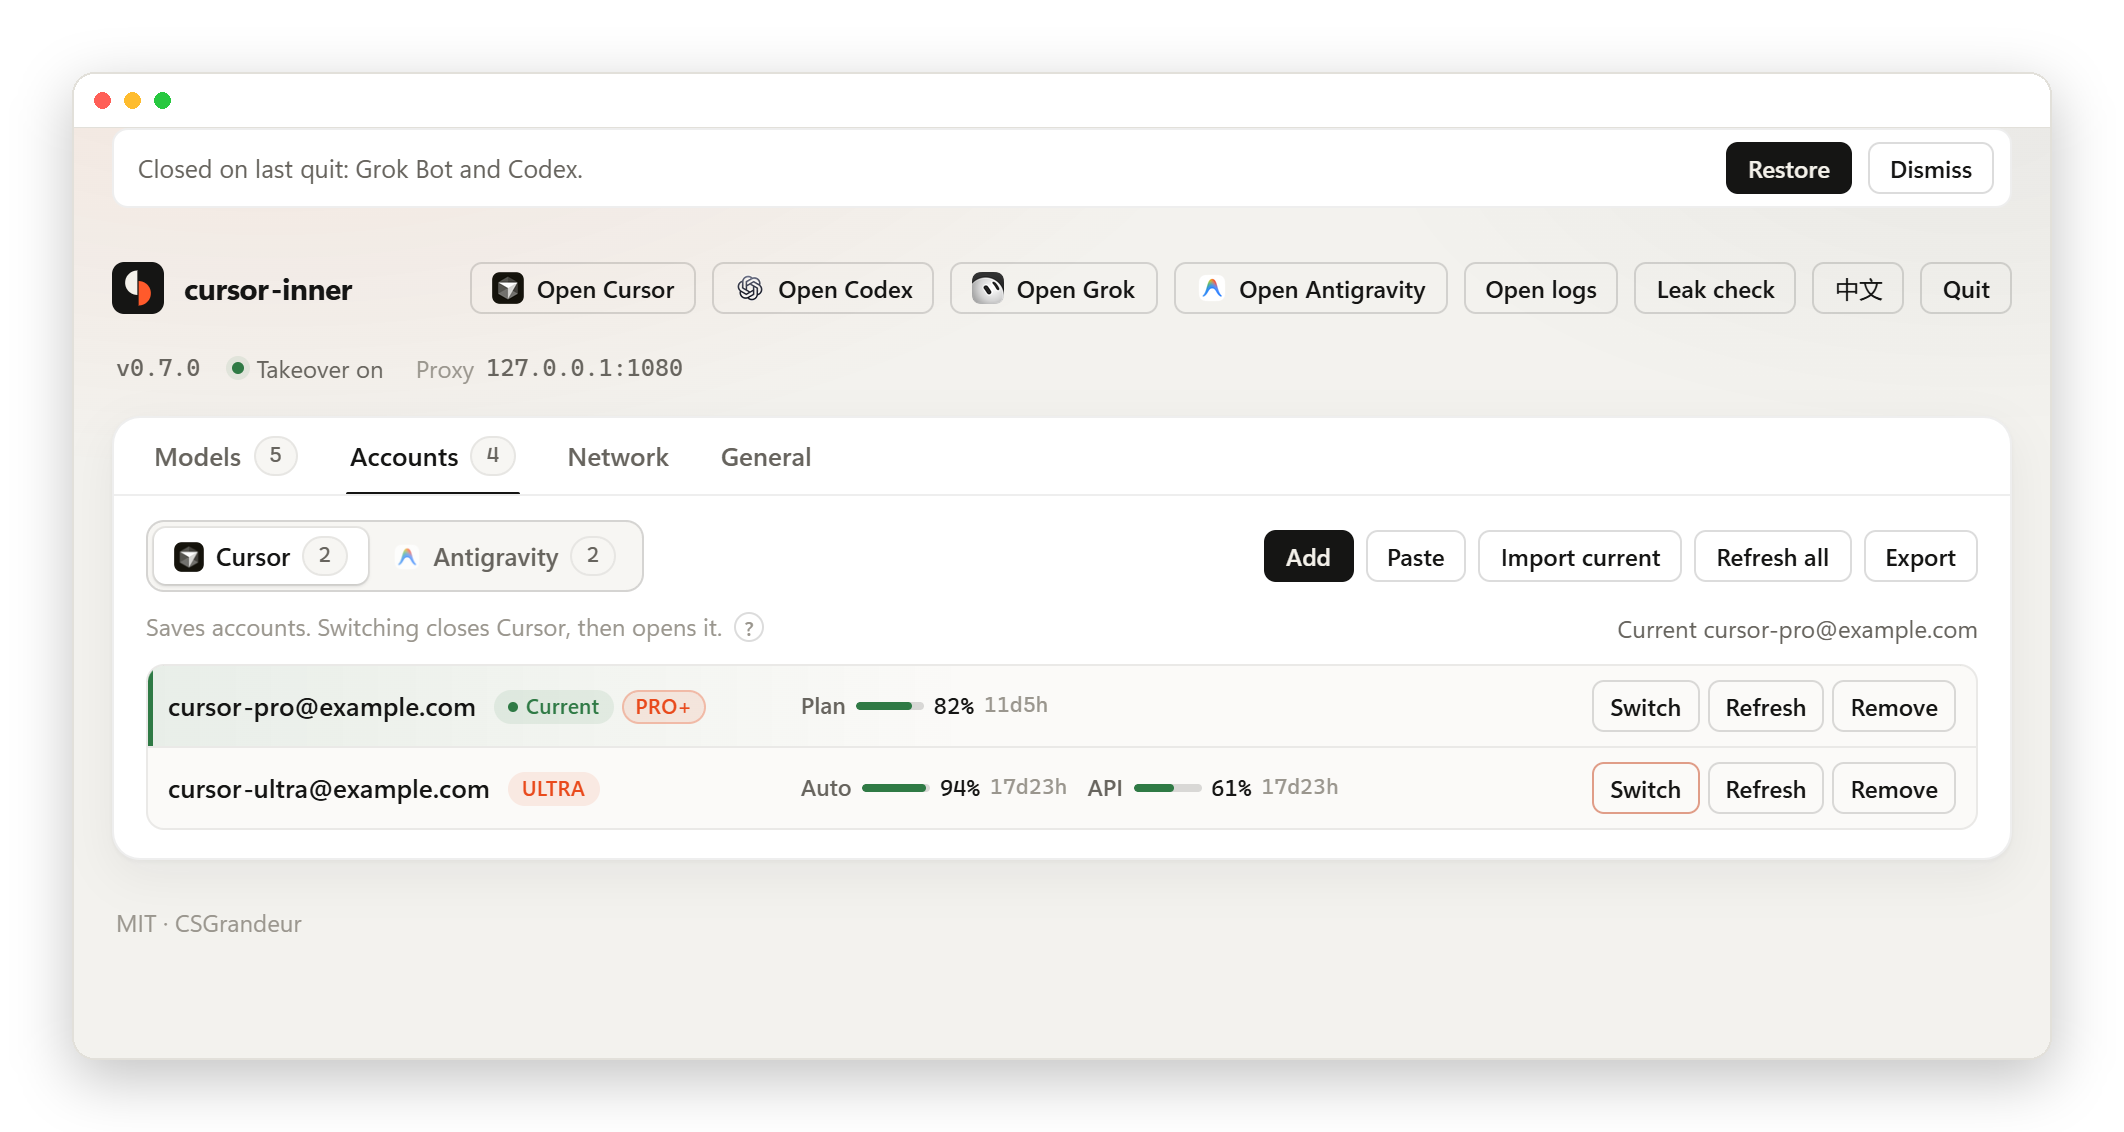 Closed on last quit: Grok Bot and Codex. Restore Dismiss
cursor-inner Open Cursor Open Codex Open Grok Open Antigravity Open logs Leak check 中文 Quit
v0.7.0 Takeover on Proxy 127.0.0.1:1080
Models 5 Accounts 4 Network General
Cursor 2 Antigravity 2 Add Paste Import current Refresh all Export
Saves accounts. Switching closes Cursor, then opens it. ? Current cursor-pro@example.com
cursor-pro@example.com Current PRO+ Plan 82% 11d5h Switch Refresh Remove
cursor-ultra@example.com ULTRA Auto 94% 17d23h API 61% 17d23h Switch Refresh Remove
MIT · CSGrandeur